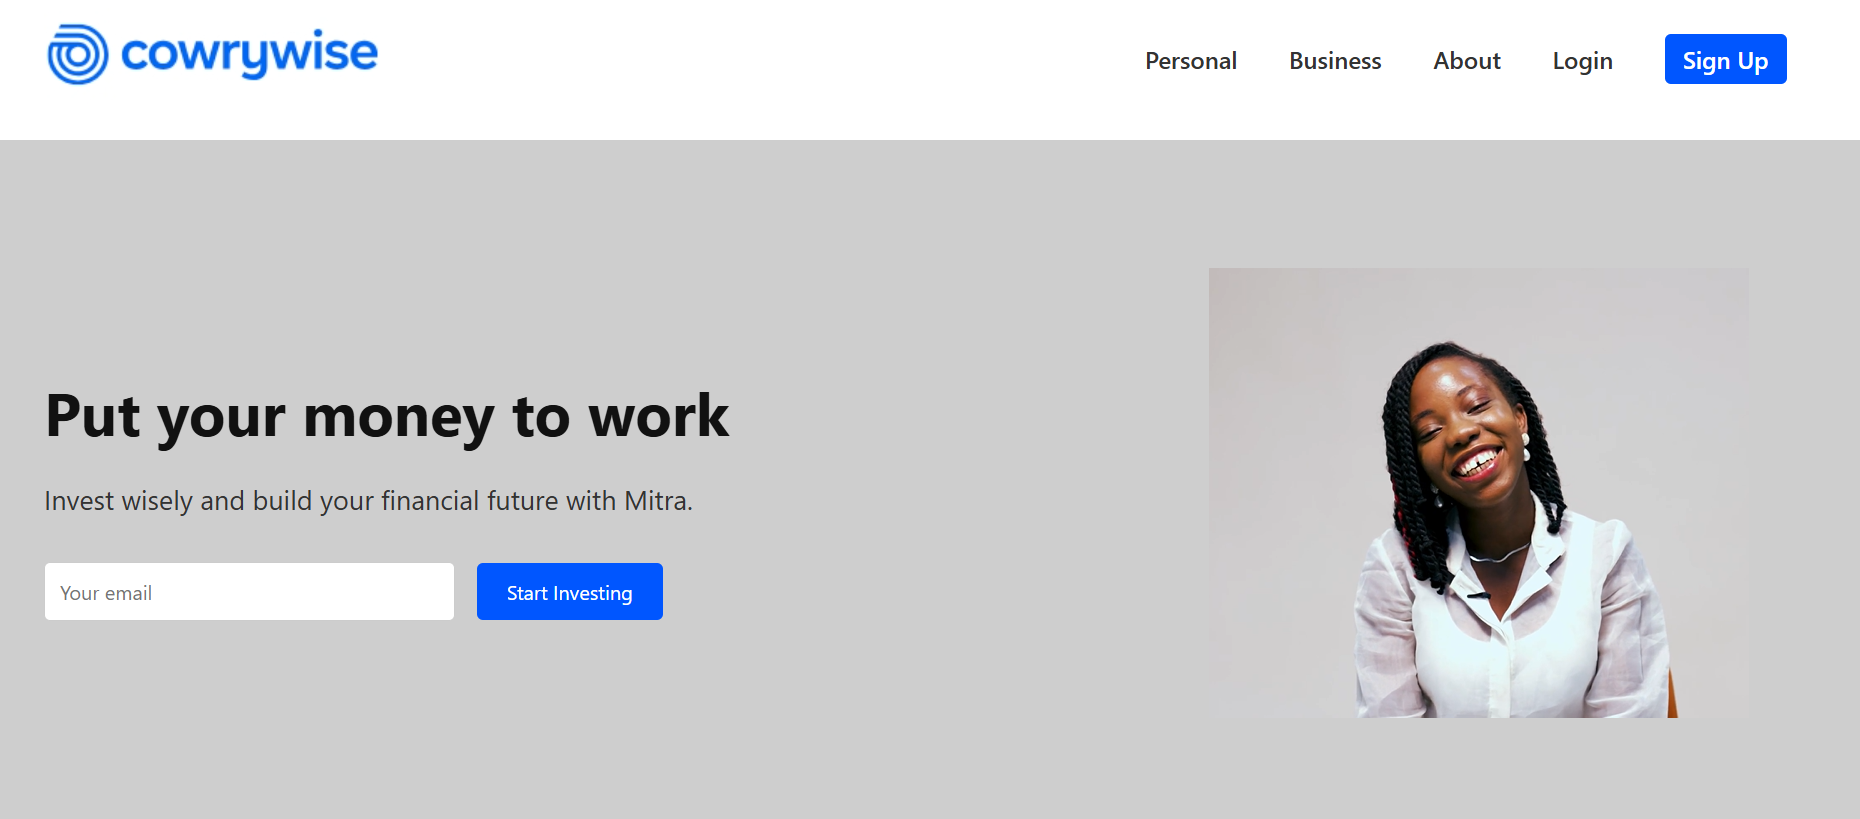 cowrywise
Personal Business About Login Sign Up
Put your money to work
Invest wisely and build your financial future with Mitra.
Your email Start Investing